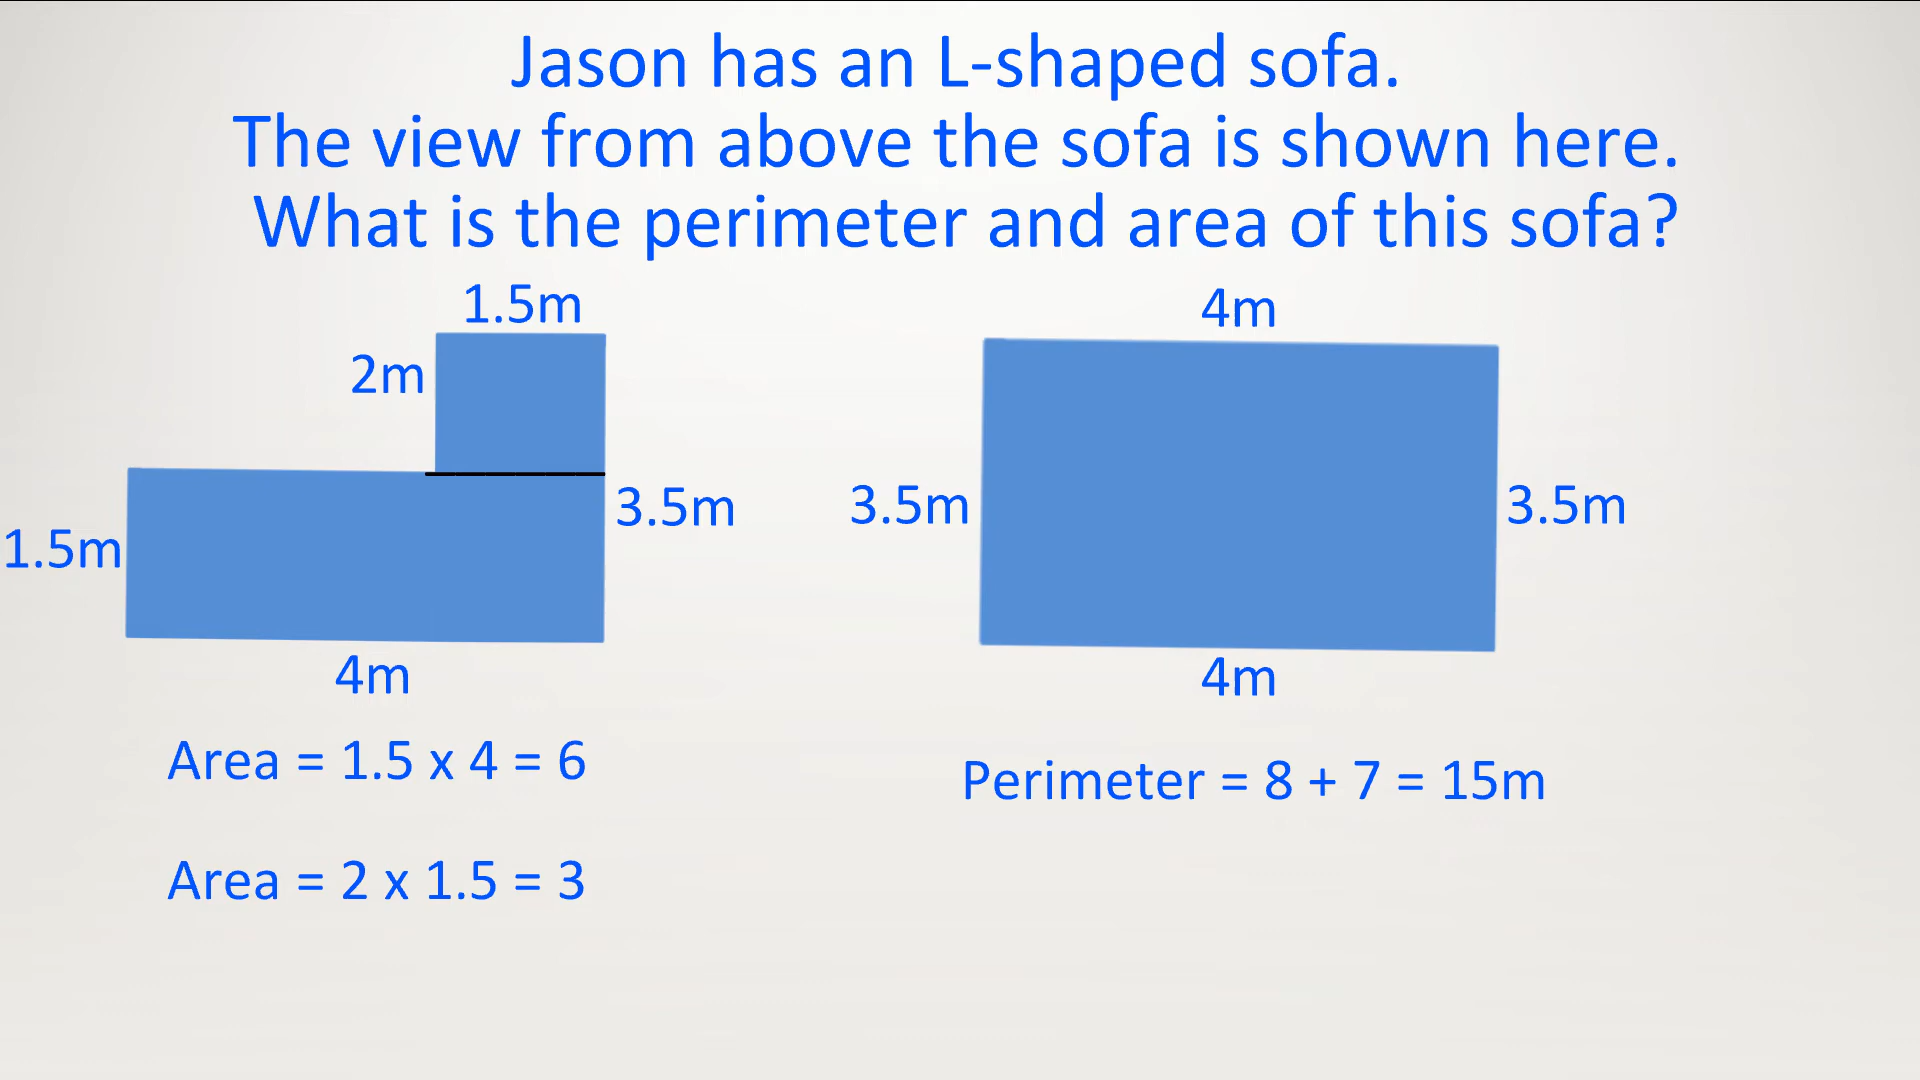 Jason has an L-shaped sofa.
The view from above the sofa is shown here.
What is the perimeter and area of this sofa?
1.5m
2m
1.5m
3.5m
4m
4m
3.5m
3.5m
4m
Area = 1.5 x 4 = 6
Area = 2 x 1.5 = 3
Perimeter = 8 + 7 = 15m